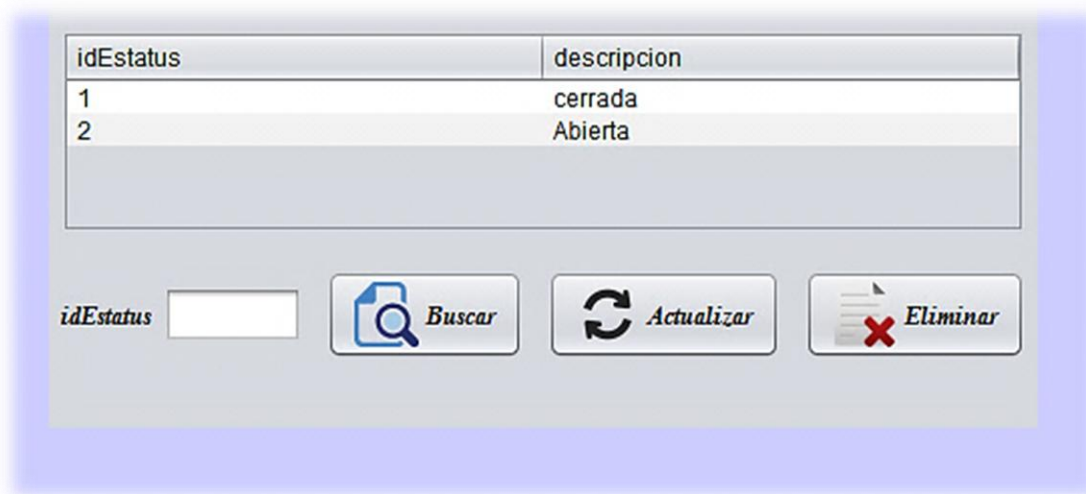 idEstatus descripcion
1 cerrada
2 Abierta
idEstatus Buscar Actualizar Eliminar